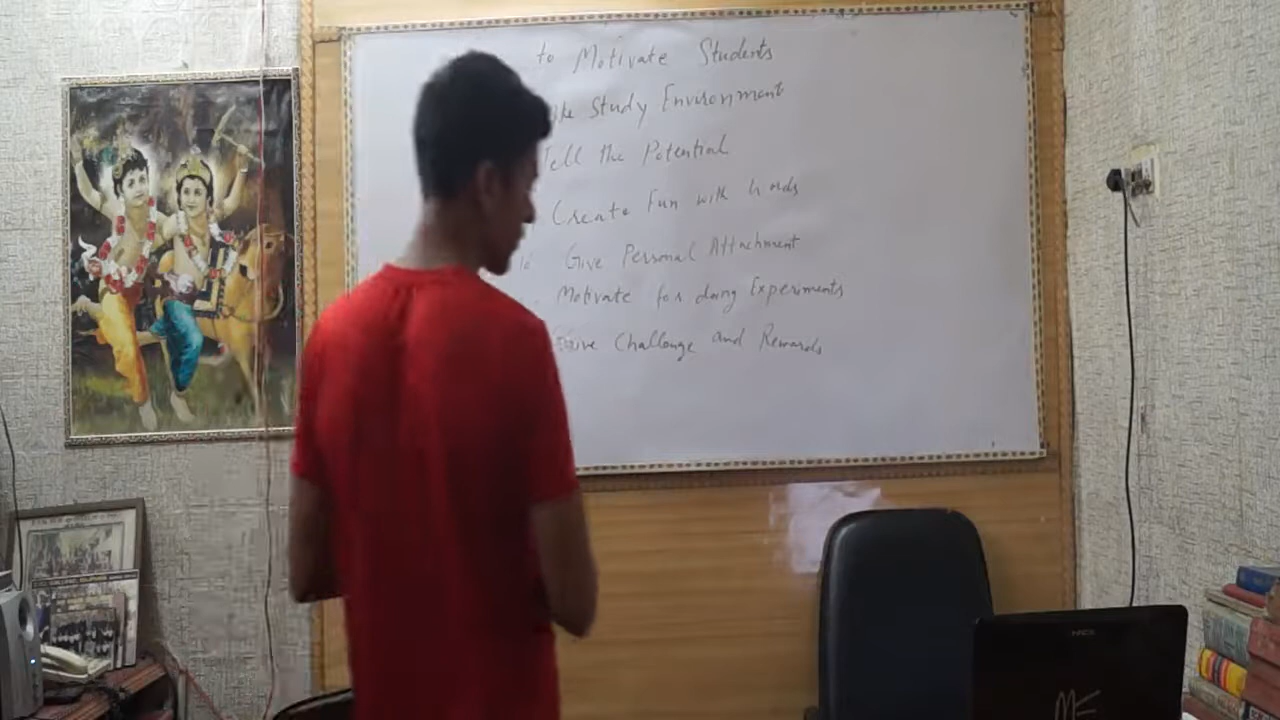 to Motivate Students
Study Environment
Tell the Potential
Create Fun with
Give Personal Attachment
Motivate for doing Experiments
Give Challenge and Rewards